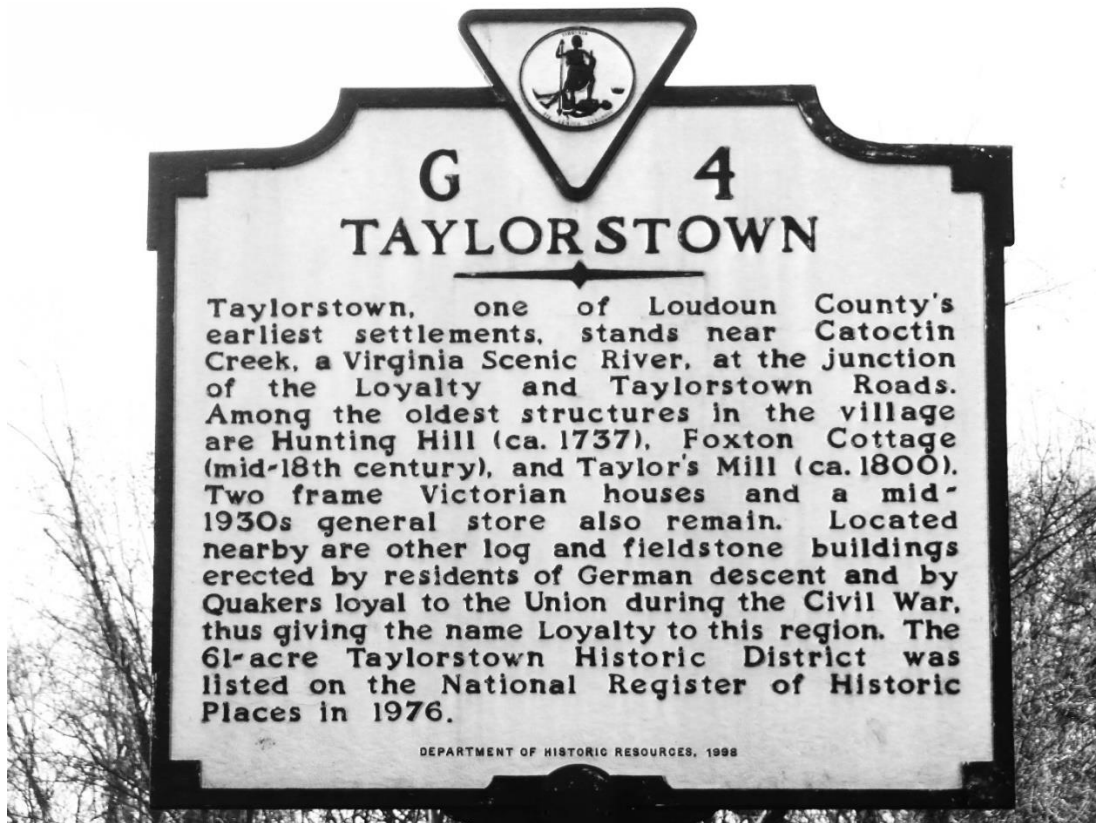 VIRGINIA
G 4
TAYLORSTOWN
Taylorstown, one of Loudoun County's
earliest settlements, stands near Catoctin
Creek, a Virginia Scenic River, at the junction
of the Loyalty and Taylorstown Roads.
Among the oldest structures in the village
are Hunting Hill (ca. 1737), Foxton Cottage
(mid-18th century), and Taylor's Mill (ca. 1800).
Two frame Victorian houses and a mid-
1930s general store also remain. Located
nearby are other log and fieldstone buildings
erected by residents of German descent and by
Quakers loyal to the Union during the Civil War,
thus giving the name Loyalty to this region. The
61-acre Taylorstown Historic District was
listed on the National Register of Historic
Places in 1976.
DEPARTMENT OF HISTORIC RESOURCES, 1998